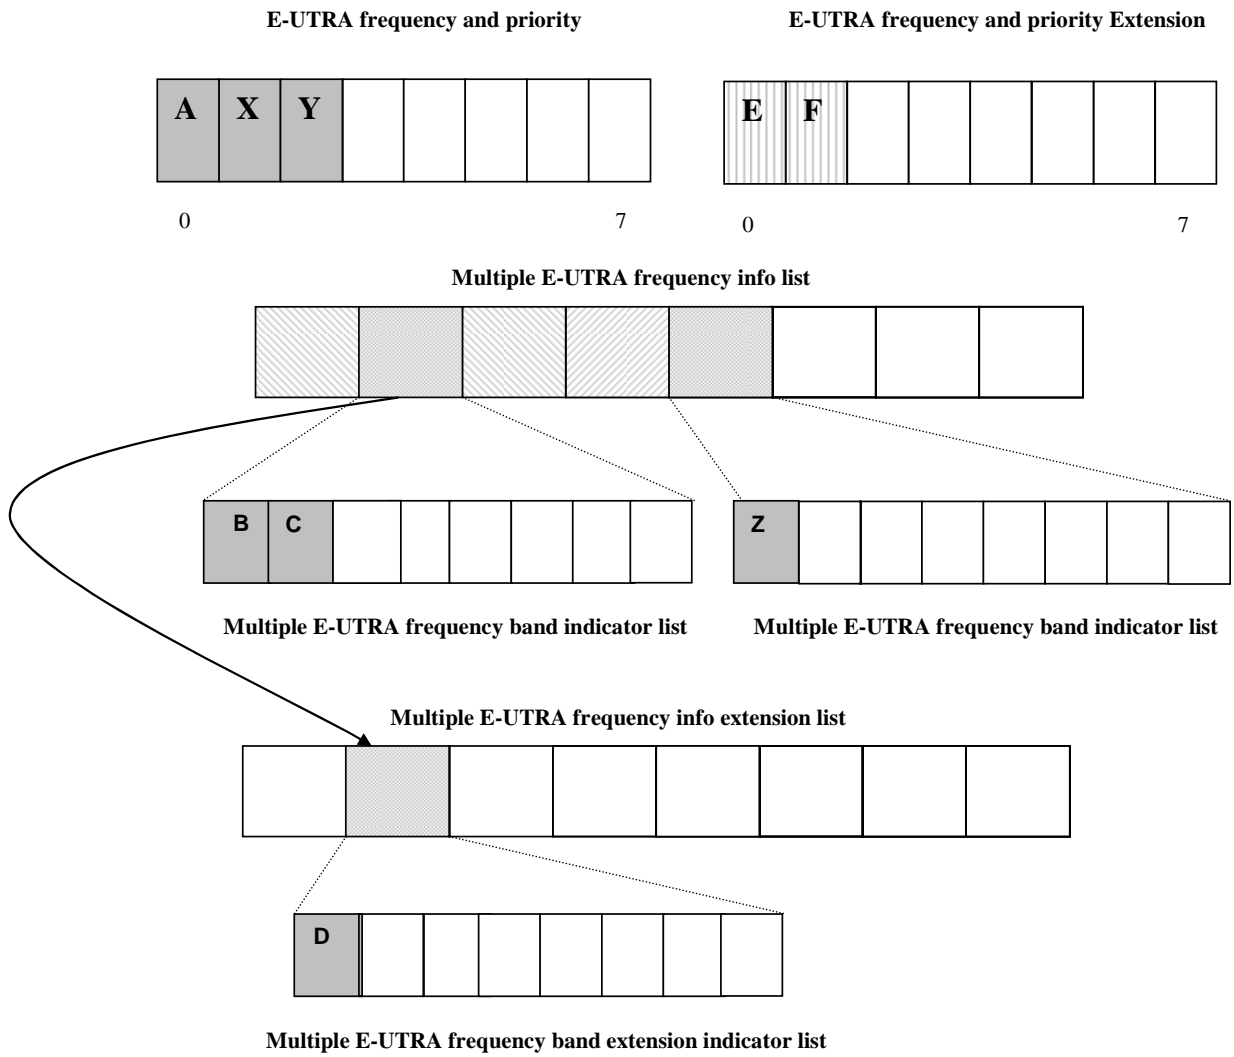 E-UTRA frequency and priority
E-UTRA frequency and priority Extension
A X Y
E F
0 7
0 7
Multiple E-UTRA frequency info list
B C
Z
Multiple E-UTRA frequency band indicator list
Multiple E-UTRA frequency band indicator list
Multiple E-UTRA frequency info extension list
D
Multiple E-UTRA frequency band extension indicator list